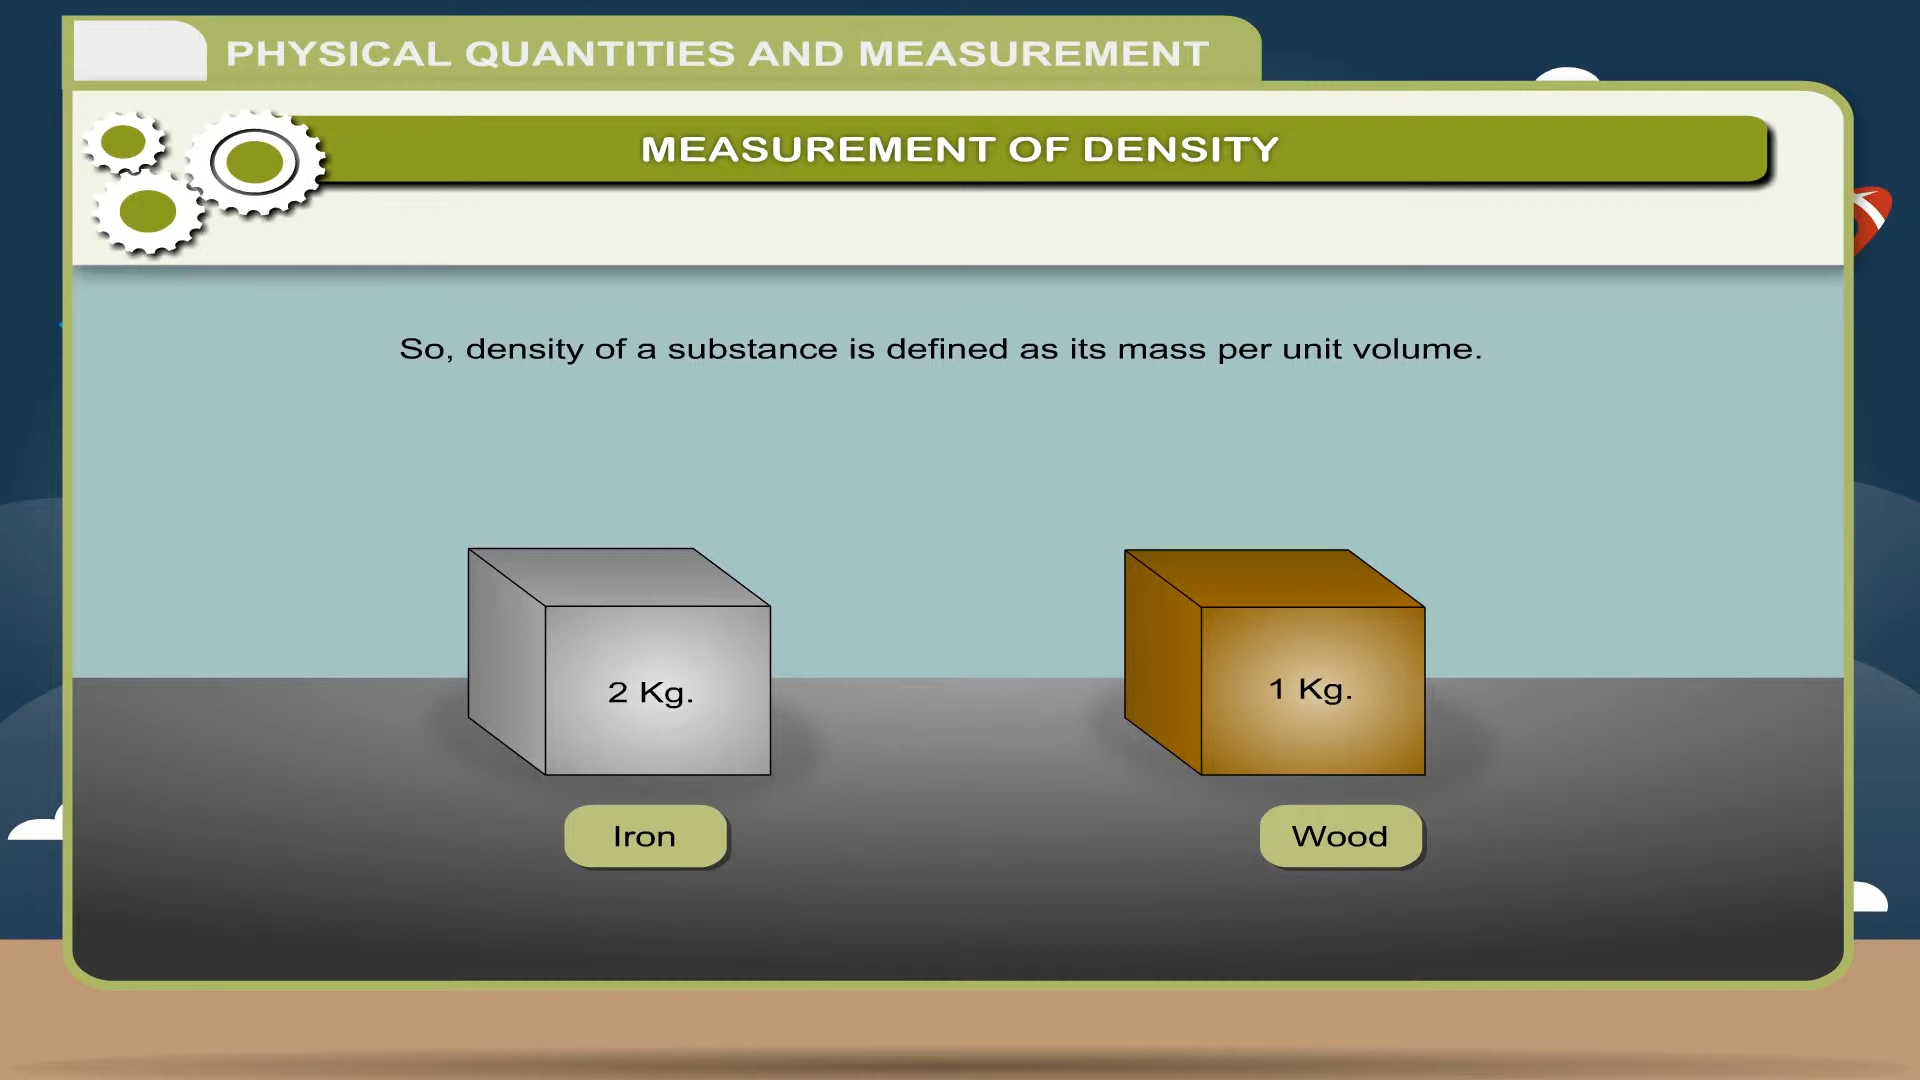 PHYSICAL QUANTITIES AND MEASUREMENT
MEASUREMENT OF DENSITY
So, density of a substance is defined as its mass per unit volume.
2 Kg.
1 Kg.
Iron
Wood